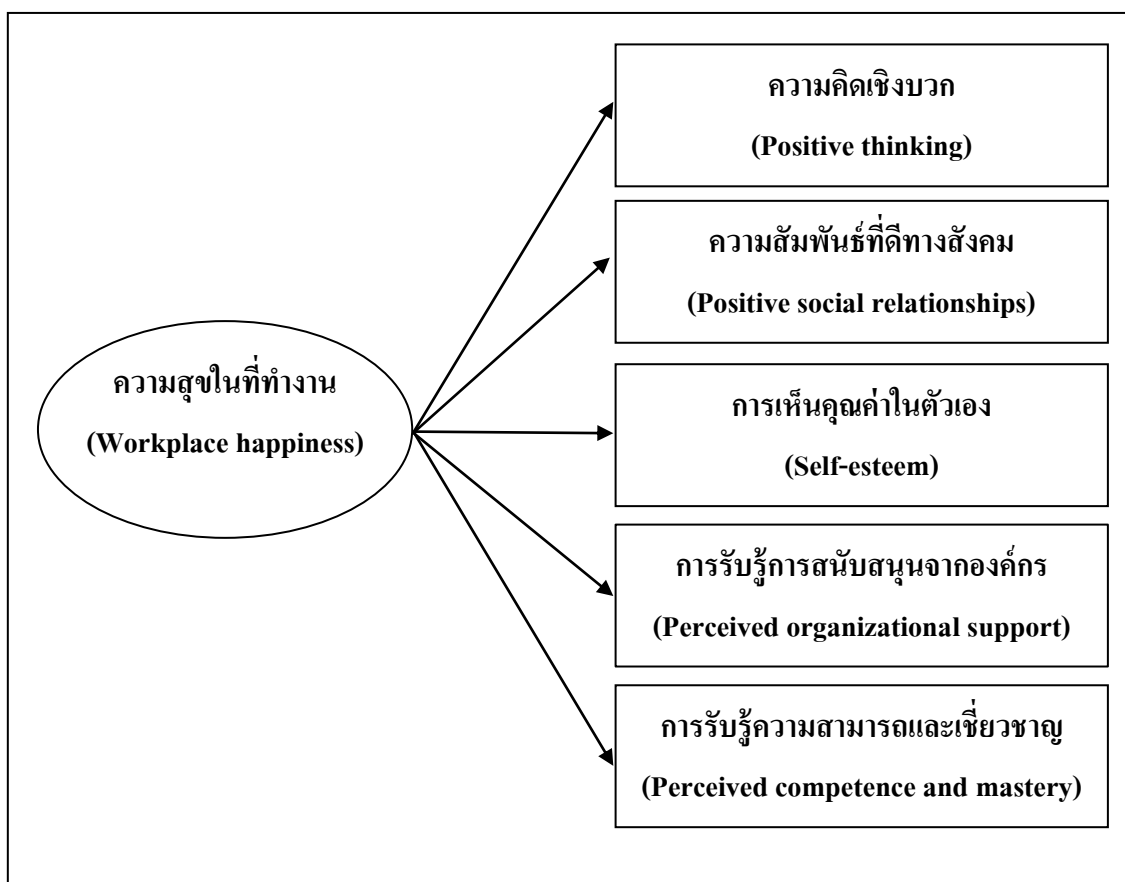 ความคิดเชิงบวก
(Positive thinking)
ความสัมพันธ์ที่ดีทางสังคม
(Positive social relationships)
ความสุขในที่ทำงาน
(Workplace happiness)
การเห็นคุณค่าในตัวเอง
(Self-esteem)
การรับรู้การสนับสนุนจากองค์กร
(Perceived organizational support)
การรับรู้ความสามารถและเชี่ยวชาญ
(Perceived competence and mastery)